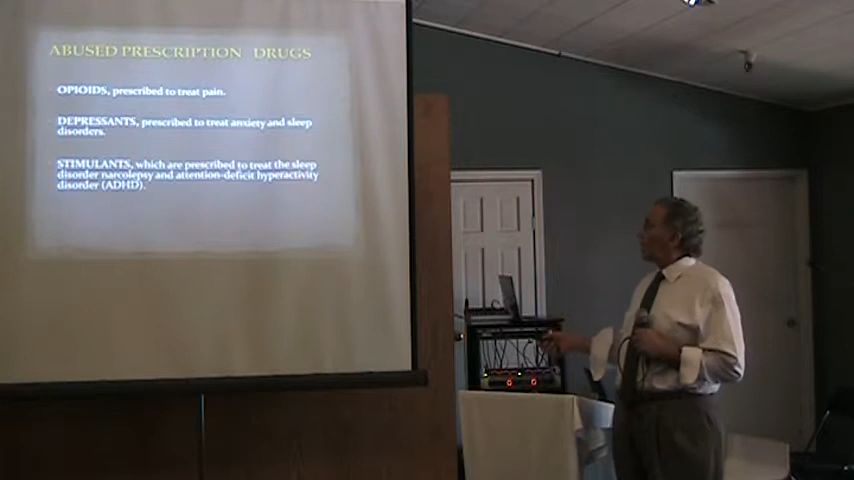 ABUSED PRESCRIPTION DRUGS
OPIOIDS, prescribed to treat pain.
DEPRESSANTS, prescribed to treat anxiety and sleep
disorders.
STIMULANTS, which are prescribed to treat the sleep
disorder narcolepsy and attention-deficit hyperactivity
disorder (ADHD).